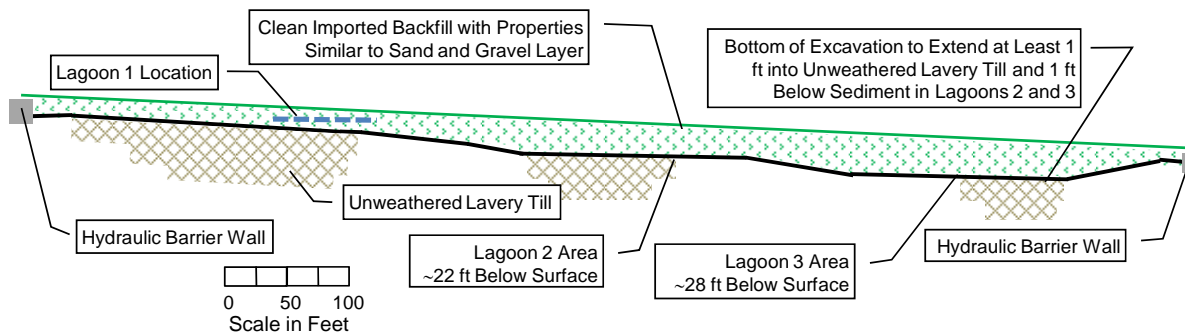 Clean Imported Backfill with Properties
Similar to Sand and Gravel Layer
Bottom of Excavation to Extend at Least 1
ft into Unweathered Lavery Till and 1 ft
Below Sediment in Lagoons 2 and 3
Lagoon 1 Location
Unweathered Lavery Till
Hydraulic Barrier Wall
Lagoon 2 Area
~22 ft Below Surface
Lagoon 3 Area
~28 ft Below Surface
Hydraulic Barrier Wall
0 50 100
Scale in Feet